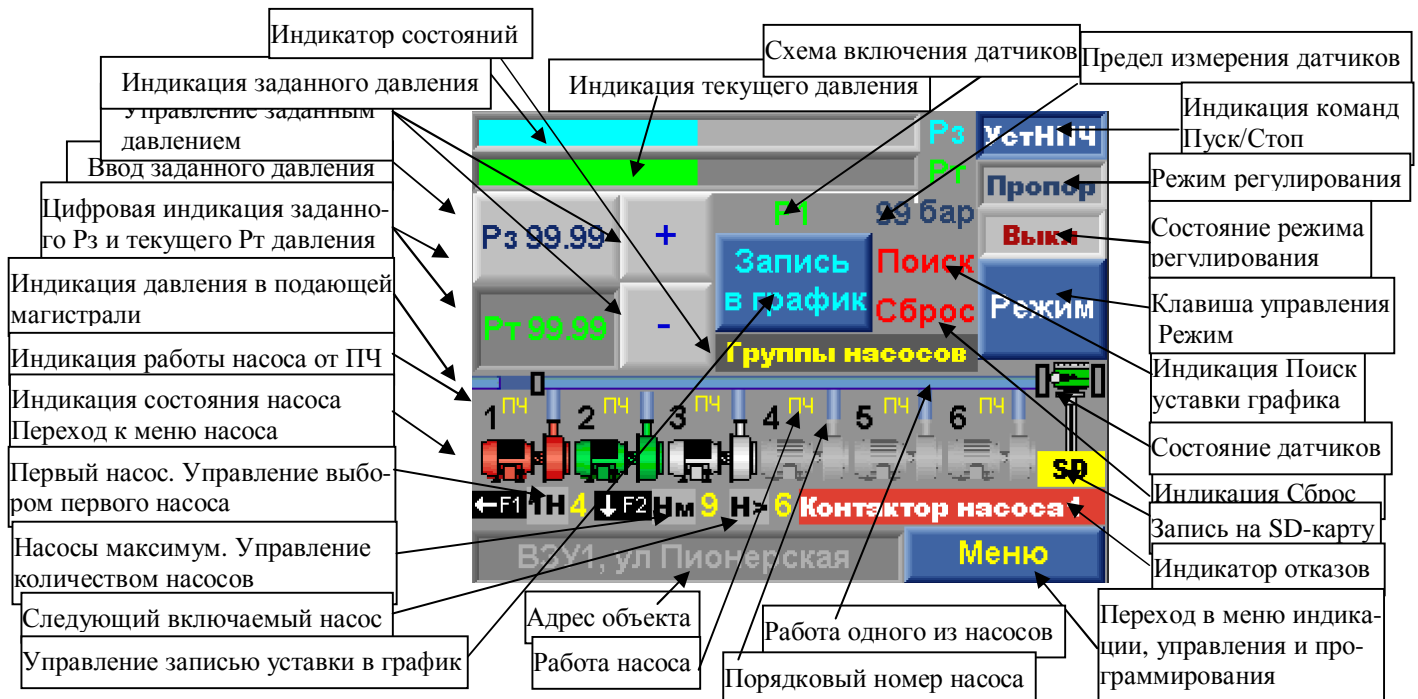 Индикатор состояний
Индикация заданного давления
Управление заданным
давлением
Ввод заданного давления
Цифровая индикация заданно-
го Рз и текущего Рт давления
Индикация давления в подающей
магистрали
Индикация работы насоса от ПЧ
Индикация состояния насоса
Переход к меню насоса
Первый насос. Управление выбо-
ром первого насоса
Насосы максимум. Управление
количеством насосов
Следующий включаемый насос
Управление записью уставки в график
Индикация текущего давления
Схема включения датчиков
Предел измерения датчиков
Рз
УстНПЧ
Рт
Пропор
Рз 99.99
+
P1
99 бар
Выкл
Запись
в график
Поиск
Сброс
Режим
Рт 99.99
-
Группы насосов
1 ПЧ 2 ПЧ 3 ПЧ 4 ПЧ 5 ПЧ 6 ПЧ
SD
←F1 1Н 4 ↓F2 Нм 9 Н> 6 Контактор насоса 1
ВЗУ1, ул Пионерская
Меню
Адрес объекта
Работа насоса
Работа одного из насосов
Порядковый номер насоса
Индикация команд
Пуск/Стоп
Режим регулирования
Состояние режима
регулирования
Клавиша управления
Режим
Индикация Поиск
уставки графика
Состояние датчиков
Индикация Сброс
Запись на SD-карту
Индикатор отказов
Переход в меню индика-
ции, управления и про-
граммирования